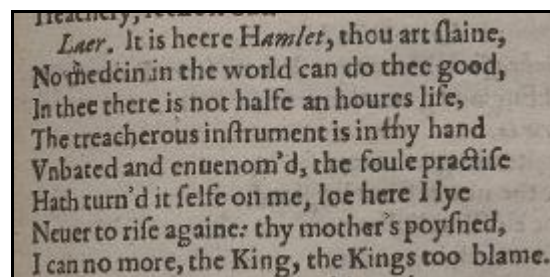 Treachery,
Laer. It is heere Hamlet, thou art ſlaine,
No medcin in the world can do thee good,
In thee there is not halfe an houres life,
The treacherous inſtrument is in thy hand
Vnbated and enuenom'd, the foule practiſe
Hath turn'd it ſelfe on me, loe here I lye
Neuer to riſe againe: thy mother's poyſned,
I can no more, the King, the Kings too blame.